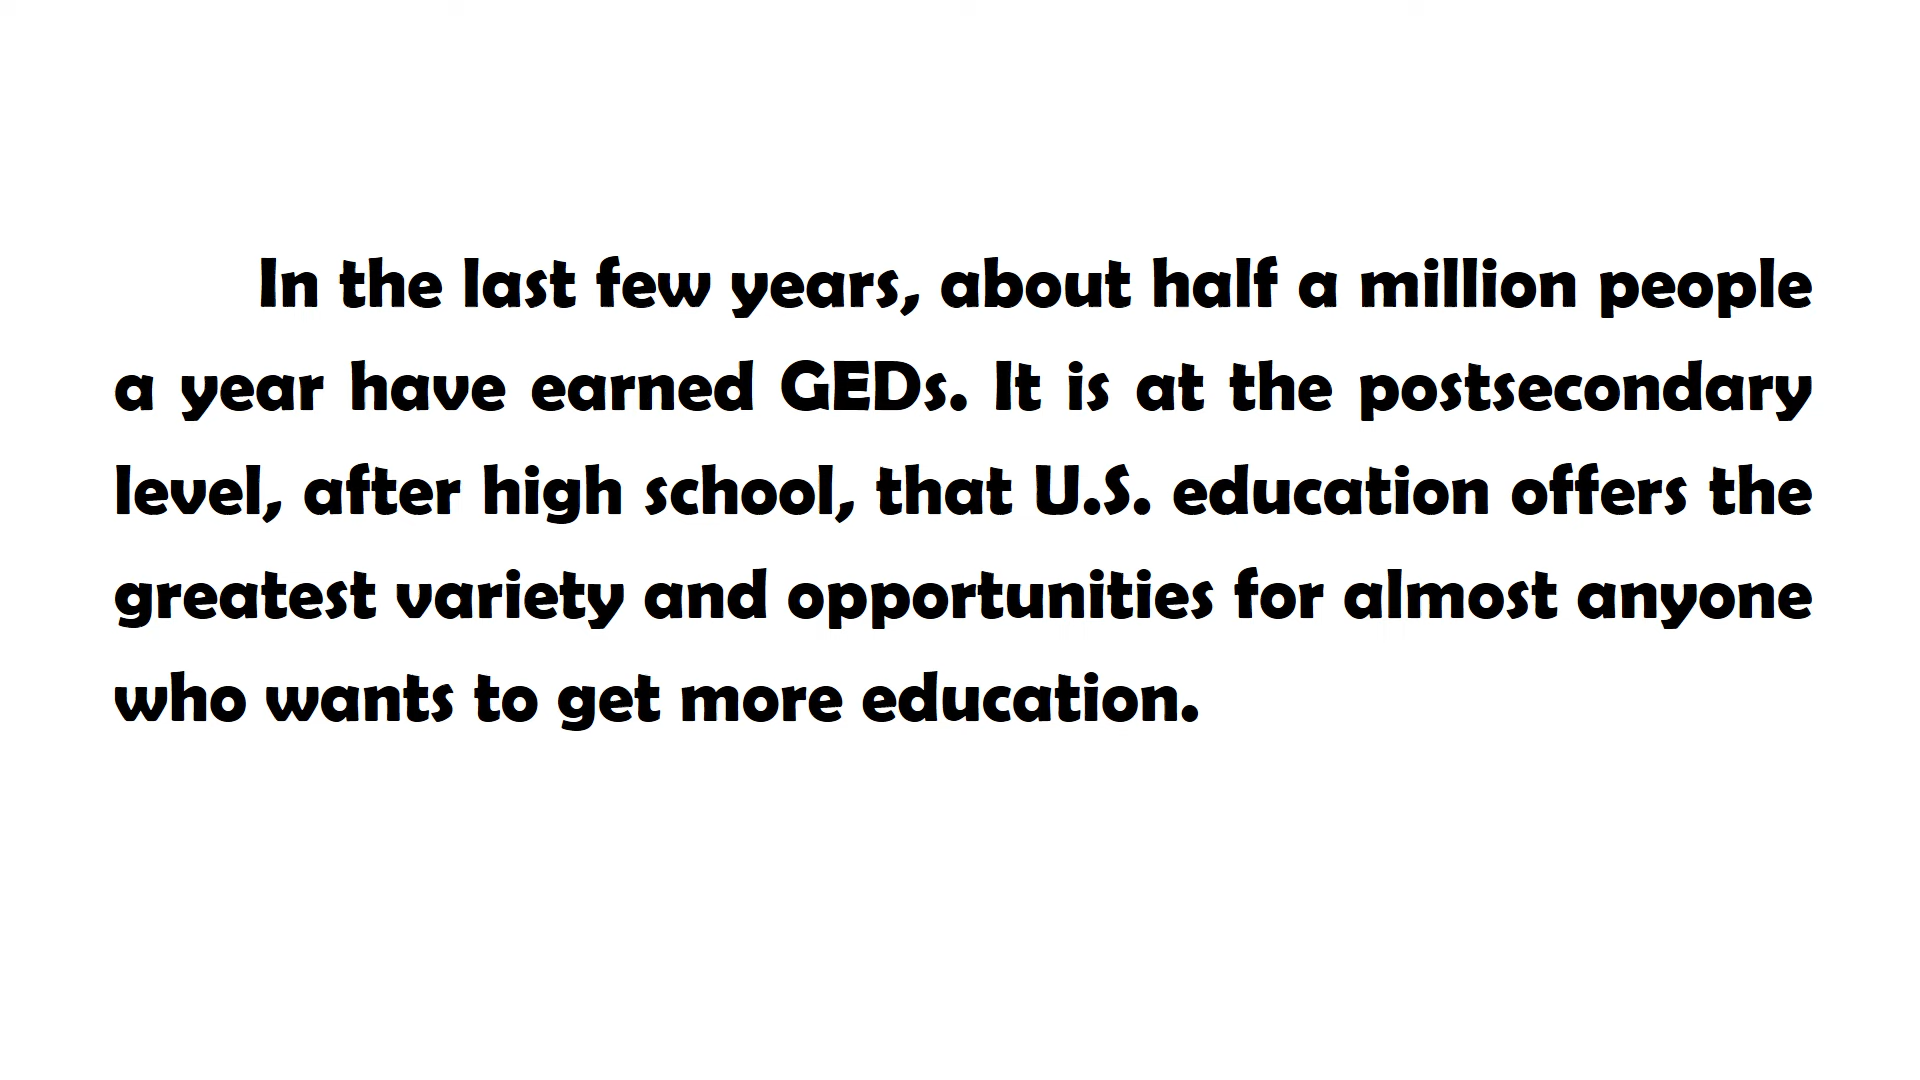 In the last few years, about half a million people
a year have earned GEDs. It is at the postsecondary
level, after high school, that U.S. education offers the
greatest variety and opportunities for almost anyone
who wants to get more education.